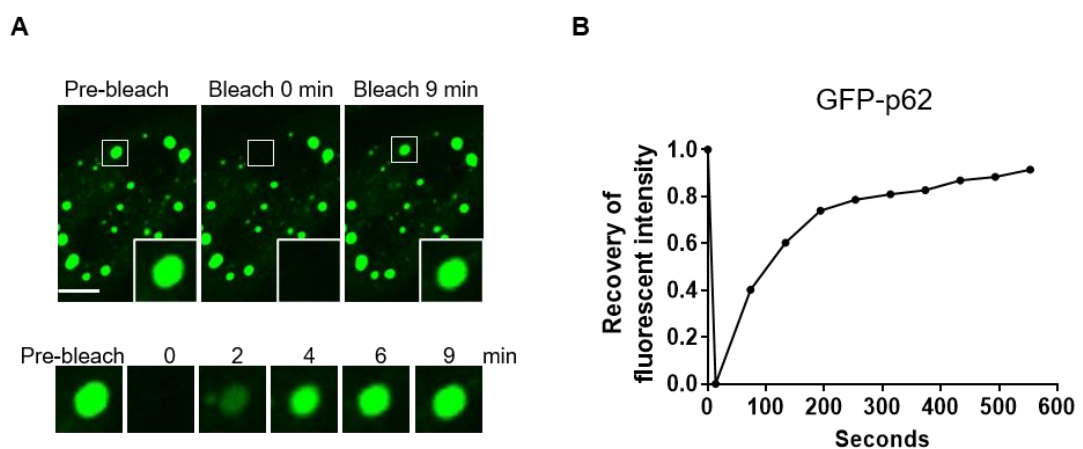 A
Pre-bleach Bleach 0 min Bleach 9 min
Pre-bleach 0 2 4 6 9 min
B
GFP-p62
Recovery of
fluorescent intensity
1.0
0.8
0.6
0.4
0.2
0.0
0 100 200 300 400 500 600
Seconds